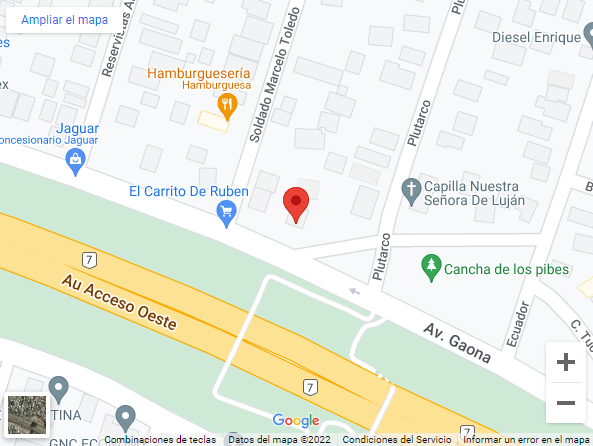 Ampliar el mapa
Reservistas A
Soldado Marcelo Toledo
Plutarco
Diesel Enrique
Hamburguesería
Hamburguesa
Jaguar
oncesionario Jaguar
El Carrito De Ruben
Plutarco
Capilla Nuestra
Señora De Luján
Plutarco
Cancha de los pibes
7
Au Acceso Oeste
Av. Gaona
Ecuador
C. Tuc
7
7
TINA
GNC EC
Google
Combinaciones de teclas
Datos del mapa ©2022
Condiciones del Servicio
Informar un error en el mapa